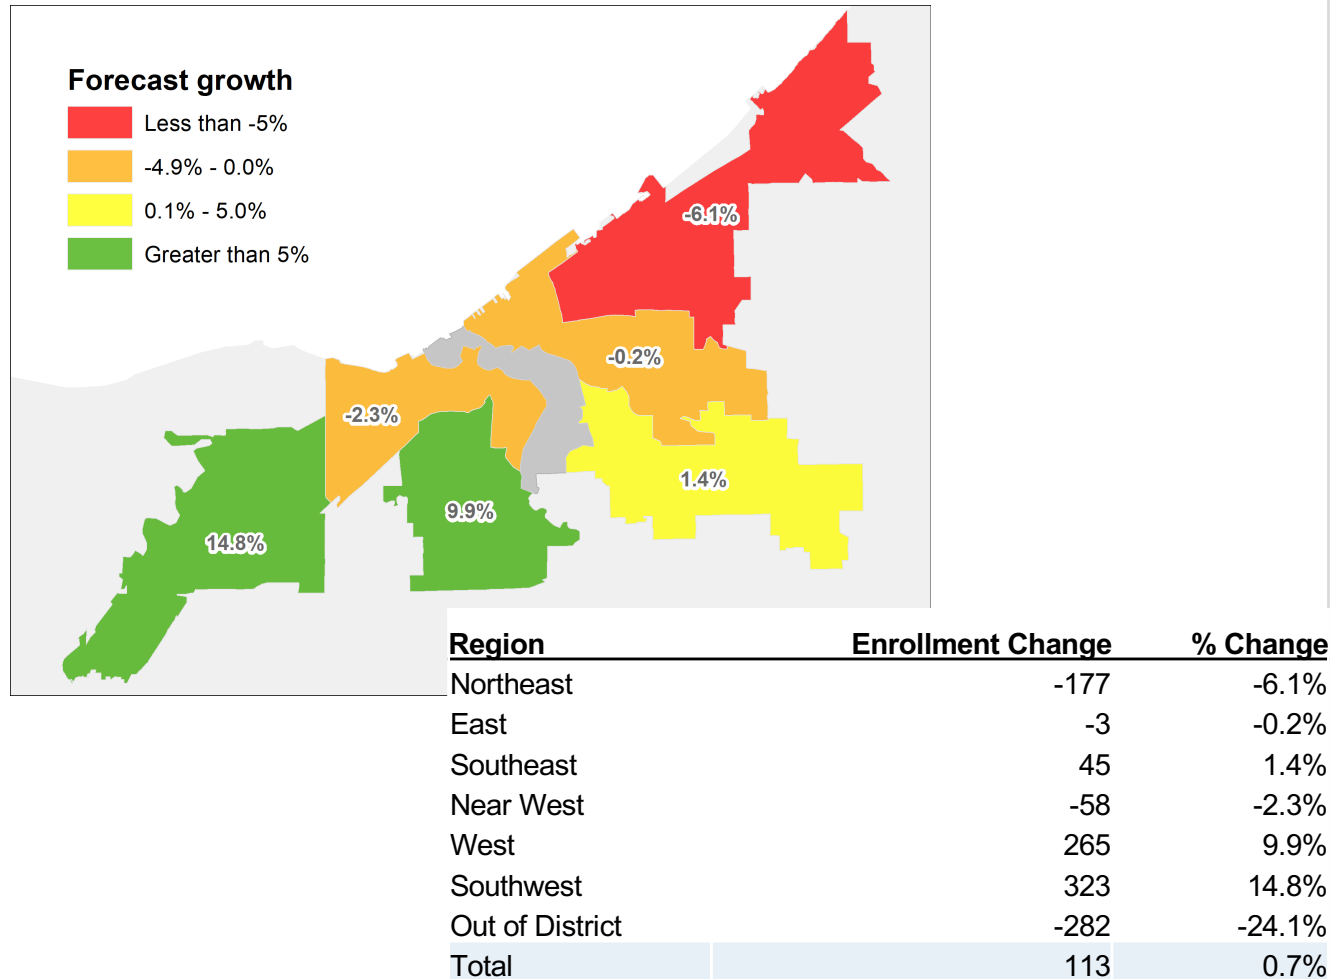 Forecast growth
Less than -5%
-4.9% - 0.0%
0.1% - 5.0%
Greater than 5%
-6.1%
-0.2%
-2.3%
1.4%
9.9%
14.8%
Region Enrollment Change % Change
Northeast -177 -6.1%
East -3 -0.2%
Southeast 45 1.4%
Near West -58 -2.3%
West 265 9.9%
Southwest 323 14.8%
Out of District -282 -24.1%
Total 113 0.7%